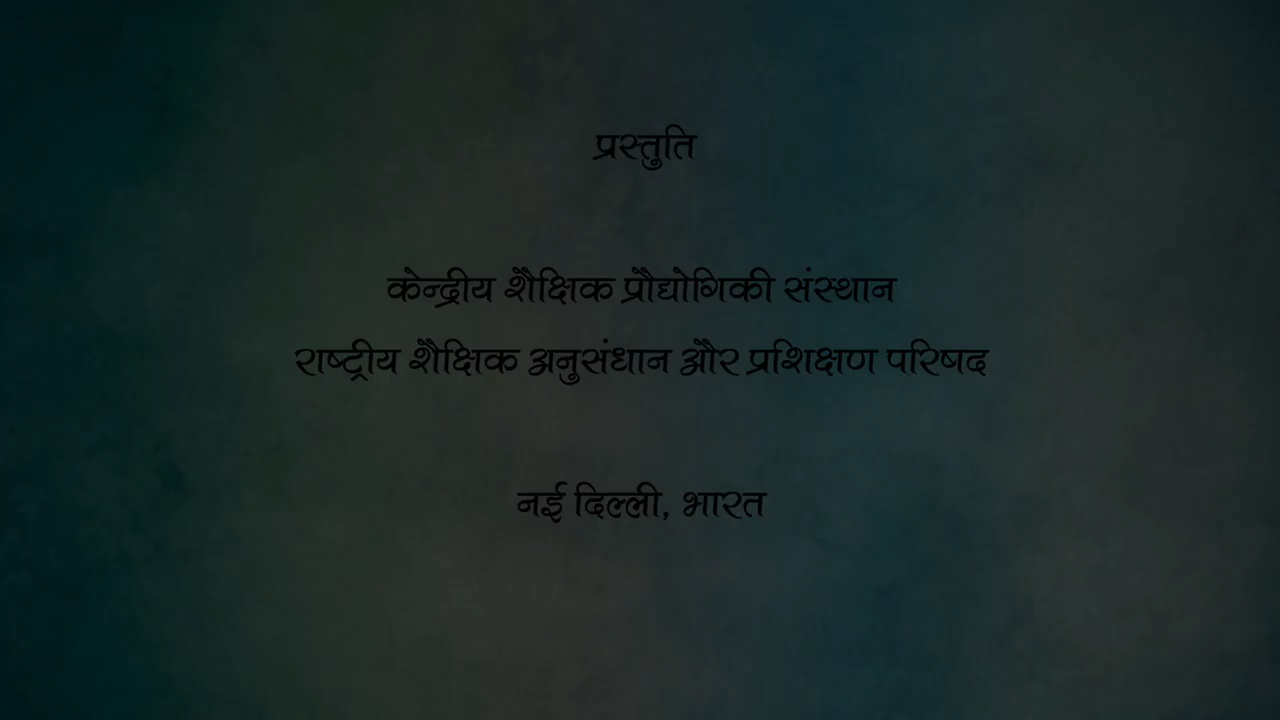 प्रस्तुति
केन्द्रीय शैक्षिक प्रौद्योगिकी संस्थान
राष्ट्रीय शैक्षिक अनुसंधान और प्रशिक्षण परिषद
नई दिल्ली, भारत